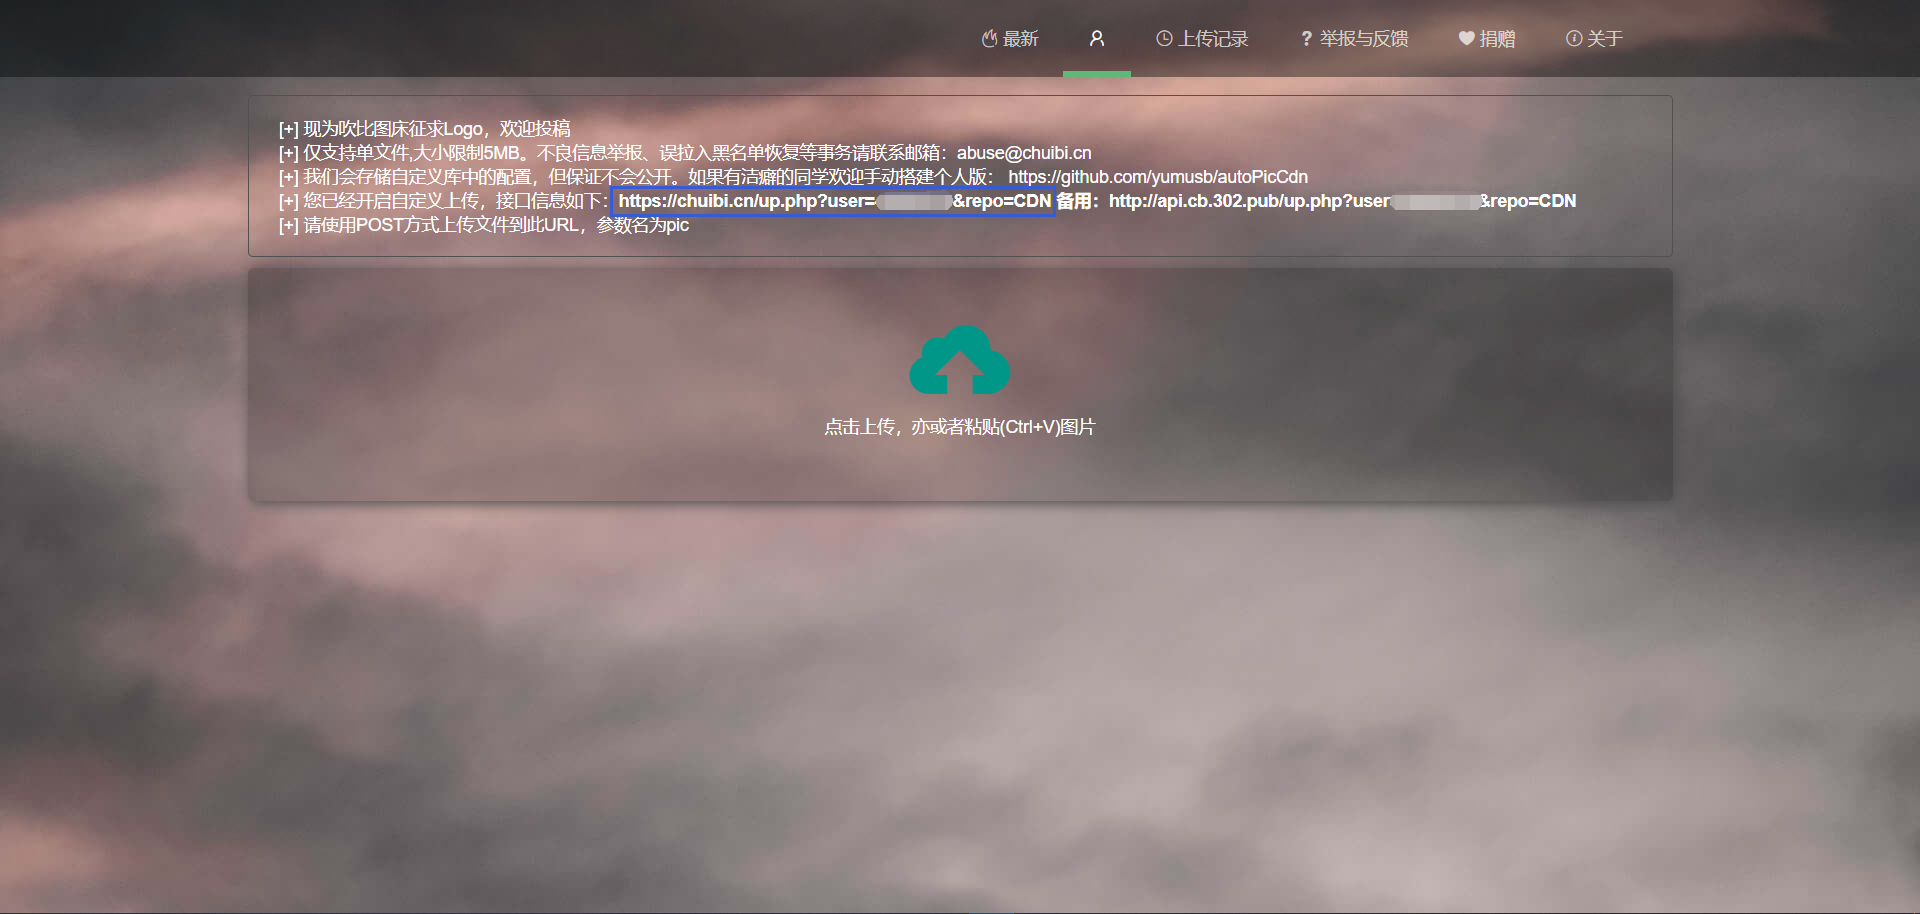 最新 上传记录 ? 举报与反馈 捐赠 关于
[+] 现为吹比图床征求Logo，欢迎投稿
[+] 仅支持单文件,大小限制5MB。不良信息举报、误拉入黑名单恢复等事务请联系邮箱：abuse@chuibi.cn
[+] 我们会存储自定义库中的配置，但保证不会公开。如果有洁癖的同学欢迎手动搭建个人版： https://github.com/yumusb/autoPicCdn
[+] 您已经开启自定义上传，接口信息如下：https://chuibi.cn/up.php?user= &repo=CDN 备用：http://api.cb.302.pub/up.php?user &repo=CDN
[+] 请使用POST方式上传文件到此URL，参数名为pic
点击上传，亦或者粘贴(Ctrl+V)图片